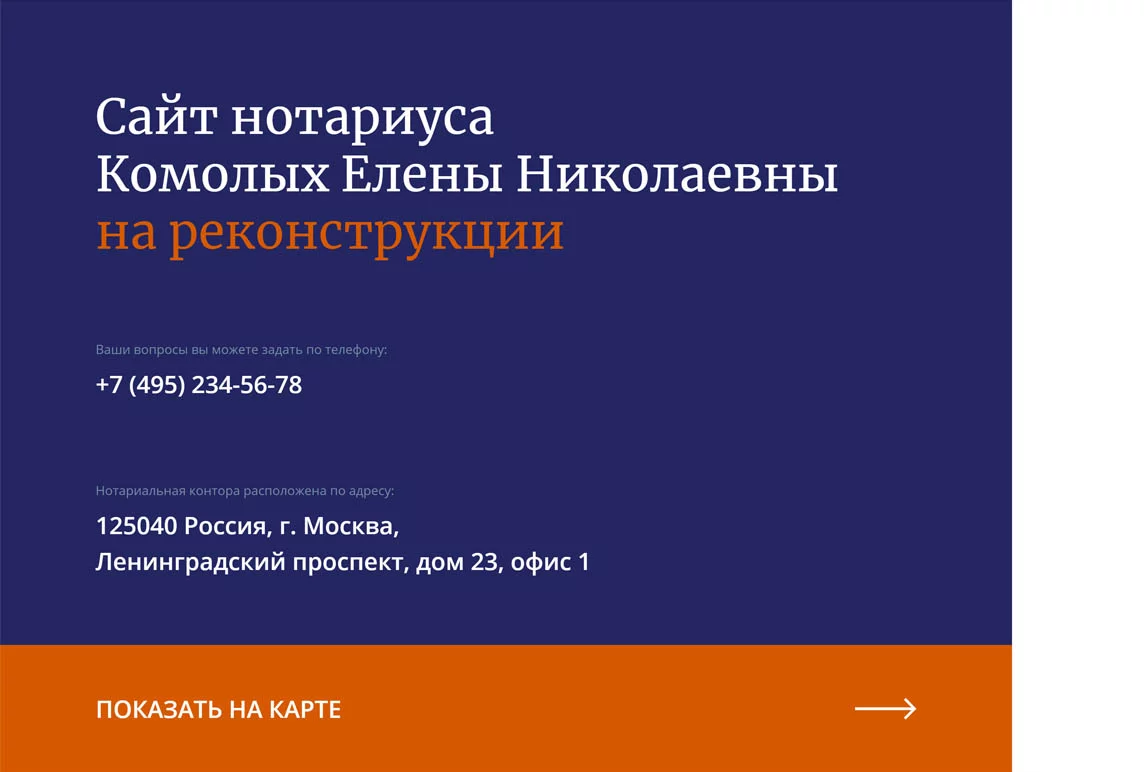 Сайт нотариуса
Комолых Елены Николаевны
на реконструкции
Ваши вопросы вы можете задать по телефону:
+7 (495) 234-56-78
Нотариальная контора расположена по адресу:
125040 Россия, г. Москва,
Ленинградский проспект, дом 23, офис 1
ПОКАЗАТЬ НА КАРТЕ